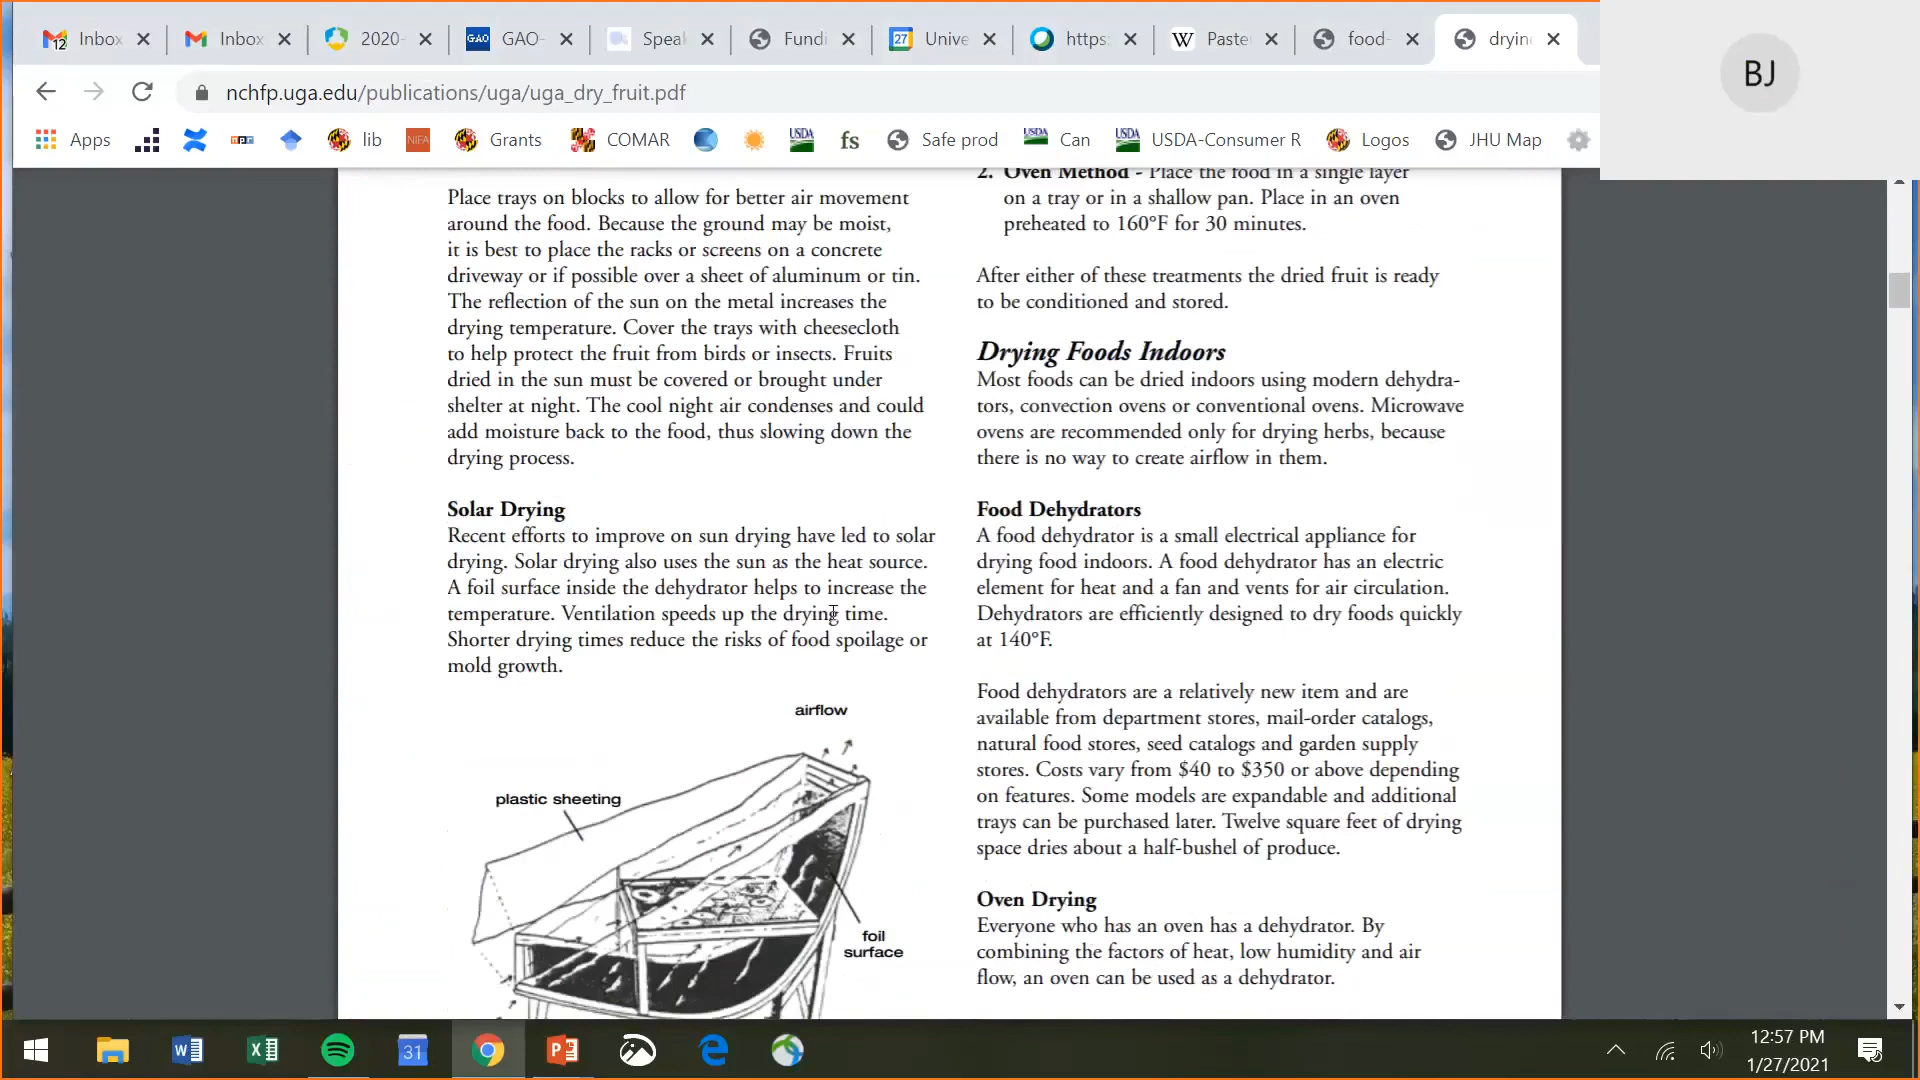 Inbox
Inbox
2020-
GAO
GAO-
Speak
Fundi
27
Unive
https:
W
Paste
food-
drying
BJ
nchfp.uga.edu/publications/uga/uga_dry_fruit.pdf
Apps
npr
lib
NIFA
Grants
COMAR
USDA
fs
Safe prod
USDA
Can
USDA
USDA-Consumer R
Logos
JHU Map
Place trays on blocks to allow for better air movement
around the food. Because the ground may be moist,
it is best to place the racks or screens on a concrete
driveway or if possible over a sheet of aluminum or tin.
The reflection of the sun on the metal increases the
drying temperature. Cover the trays with cheesecloth
to help protect the fruit from birds or insects. Fruits
dried in the sun must be covered or brought under
shelter at night. The cool night air condenses and could
add moisture back to the food, thus slowing down the
drying process.
Solar Drying
Recent efforts to improve on sun drying have led to solar
drying. Solar drying also uses the sun as the heat source.
A foil surface inside the dehydrator helps to increase the
temperature. Ventilation speeds up the drying time.
Shorter drying times reduce the risks of food spoilage or
mold growth.
airflow
plastic sheeting
foil
surface
2. Oven Method - Place the food in a single layer
on a tray or in a shallow pan. Place in an oven
preheated to 160°F for 30 minutes.
After either of these treatments the dried fruit is ready
to be conditioned and stored.
Drying Foods Indoors
Most foods can be dried indoors using modern dehydra-
tors, convection ovens or conventional ovens. Microwave
ovens are recommended only for drying herbs, because
there is no way to create airflow in them.
Food Dehydrators
A food dehydrator is a small electrical appliance for
drying food indoors. A food dehydrator has an electric
element for heat and a fan and vents for air circulation.
Dehydrators are efficiently designed to dry foods quickly
at 140°F.
Food dehydrators are a relatively new item and are
available from department stores, mail-order catalogs,
natural food stores, seed catalogs and garden supply
stores. Costs vary from $40 to $350 or above depending
on features. Some models are expandable and additional
trays can be purchased later. Twelve square feet of drying
space dries about a half-bushel of produce.
Oven Drying
Everyone who has an oven has a dehydrator. By
combining the factors of heat, low humidity and air
flow, an oven can be used as a dehydrator.
31
12:57 PM
1/27/2021